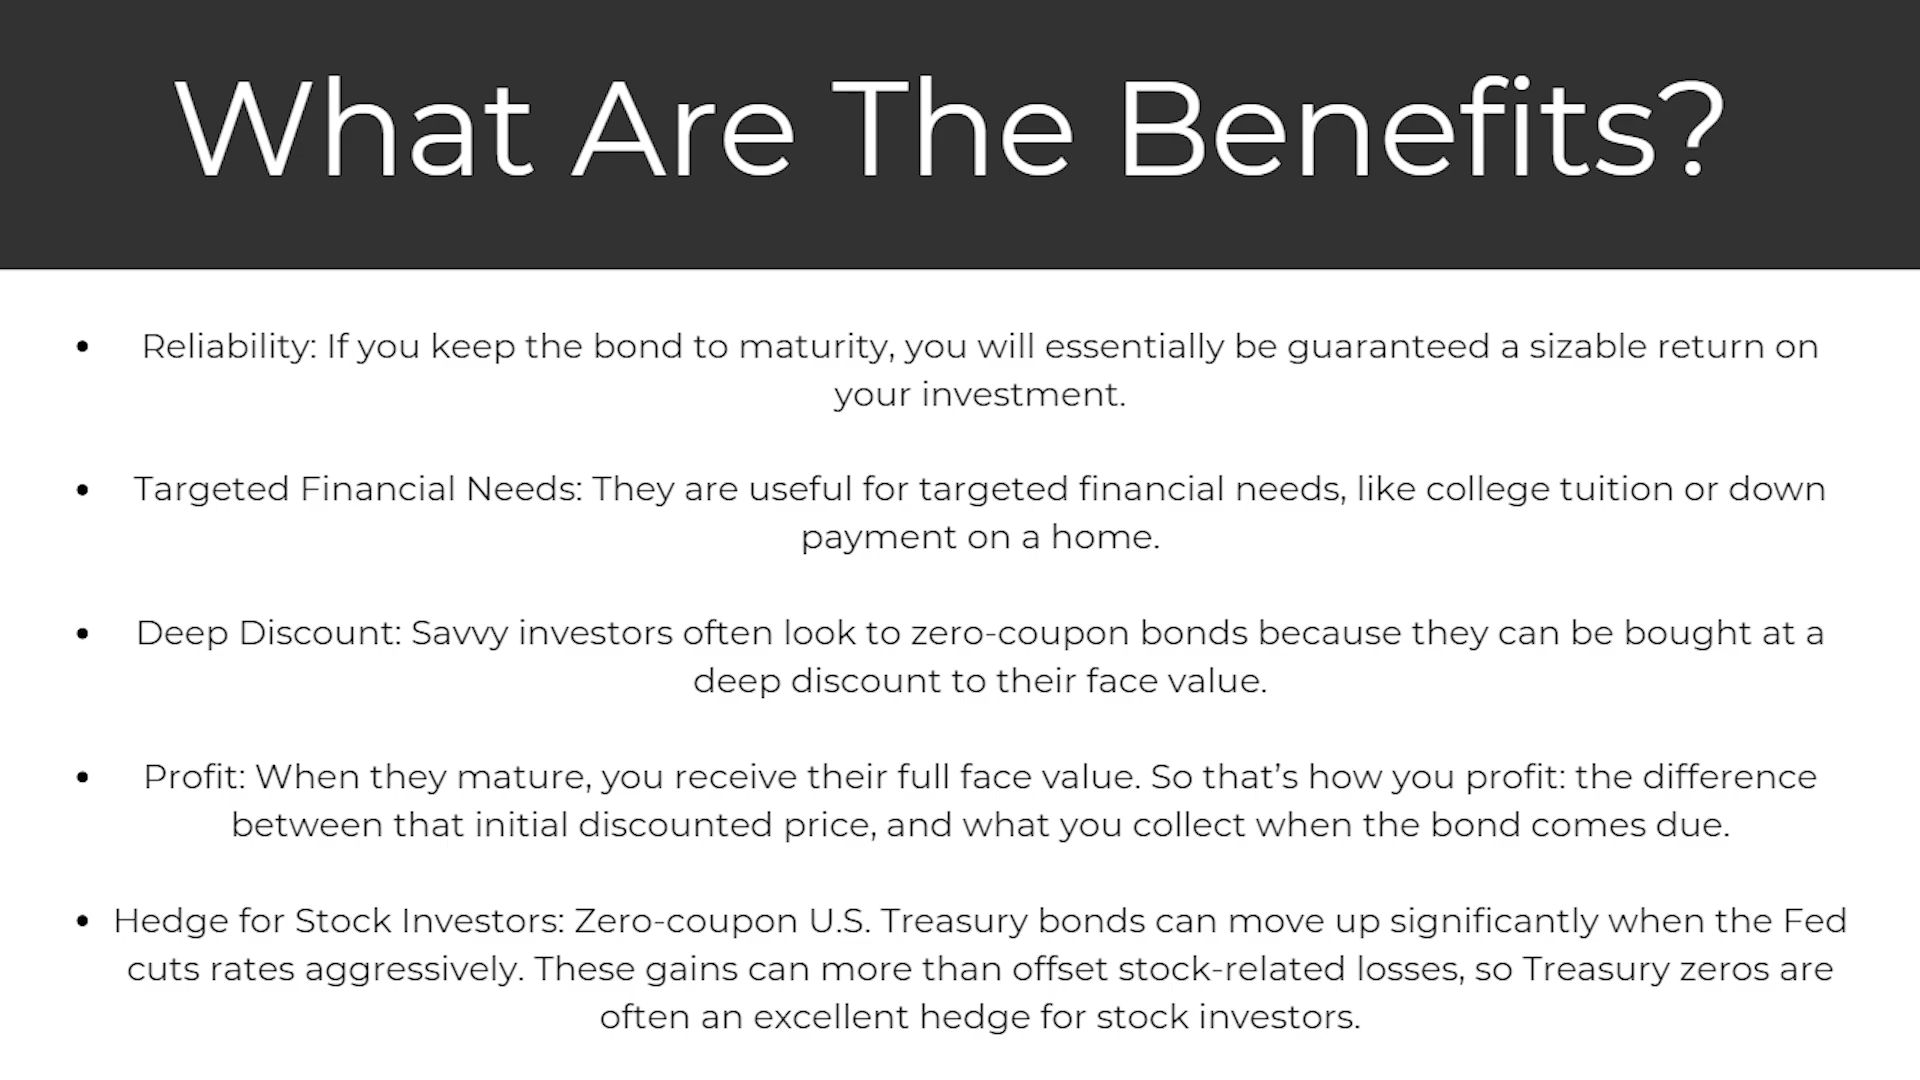 What Are The Benefits?
• Reliability: If you keep the bond to maturity, you will essentially be guaranteed a sizable return on
your investment.
• Targeted Financial Needs: They are useful for targeted financial needs, like college tuition or down
payment on a home.
• Deep Discount: Savvy investors often look to zero-coupon bonds because they can be bought at a
deep discount to their face value.
• Profit: When they mature, you receive their full face value. So that’s how you profit: the difference
between that initial discounted price, and what you collect when the bond comes due.
• Hedge for Stock Investors: Zero-coupon U.S. Treasury bonds can move up significantly when the Fed
cuts rates aggressively. These gains can more than offset stock-related losses, so Treasury zeros are
often an excellent hedge for stock investors.